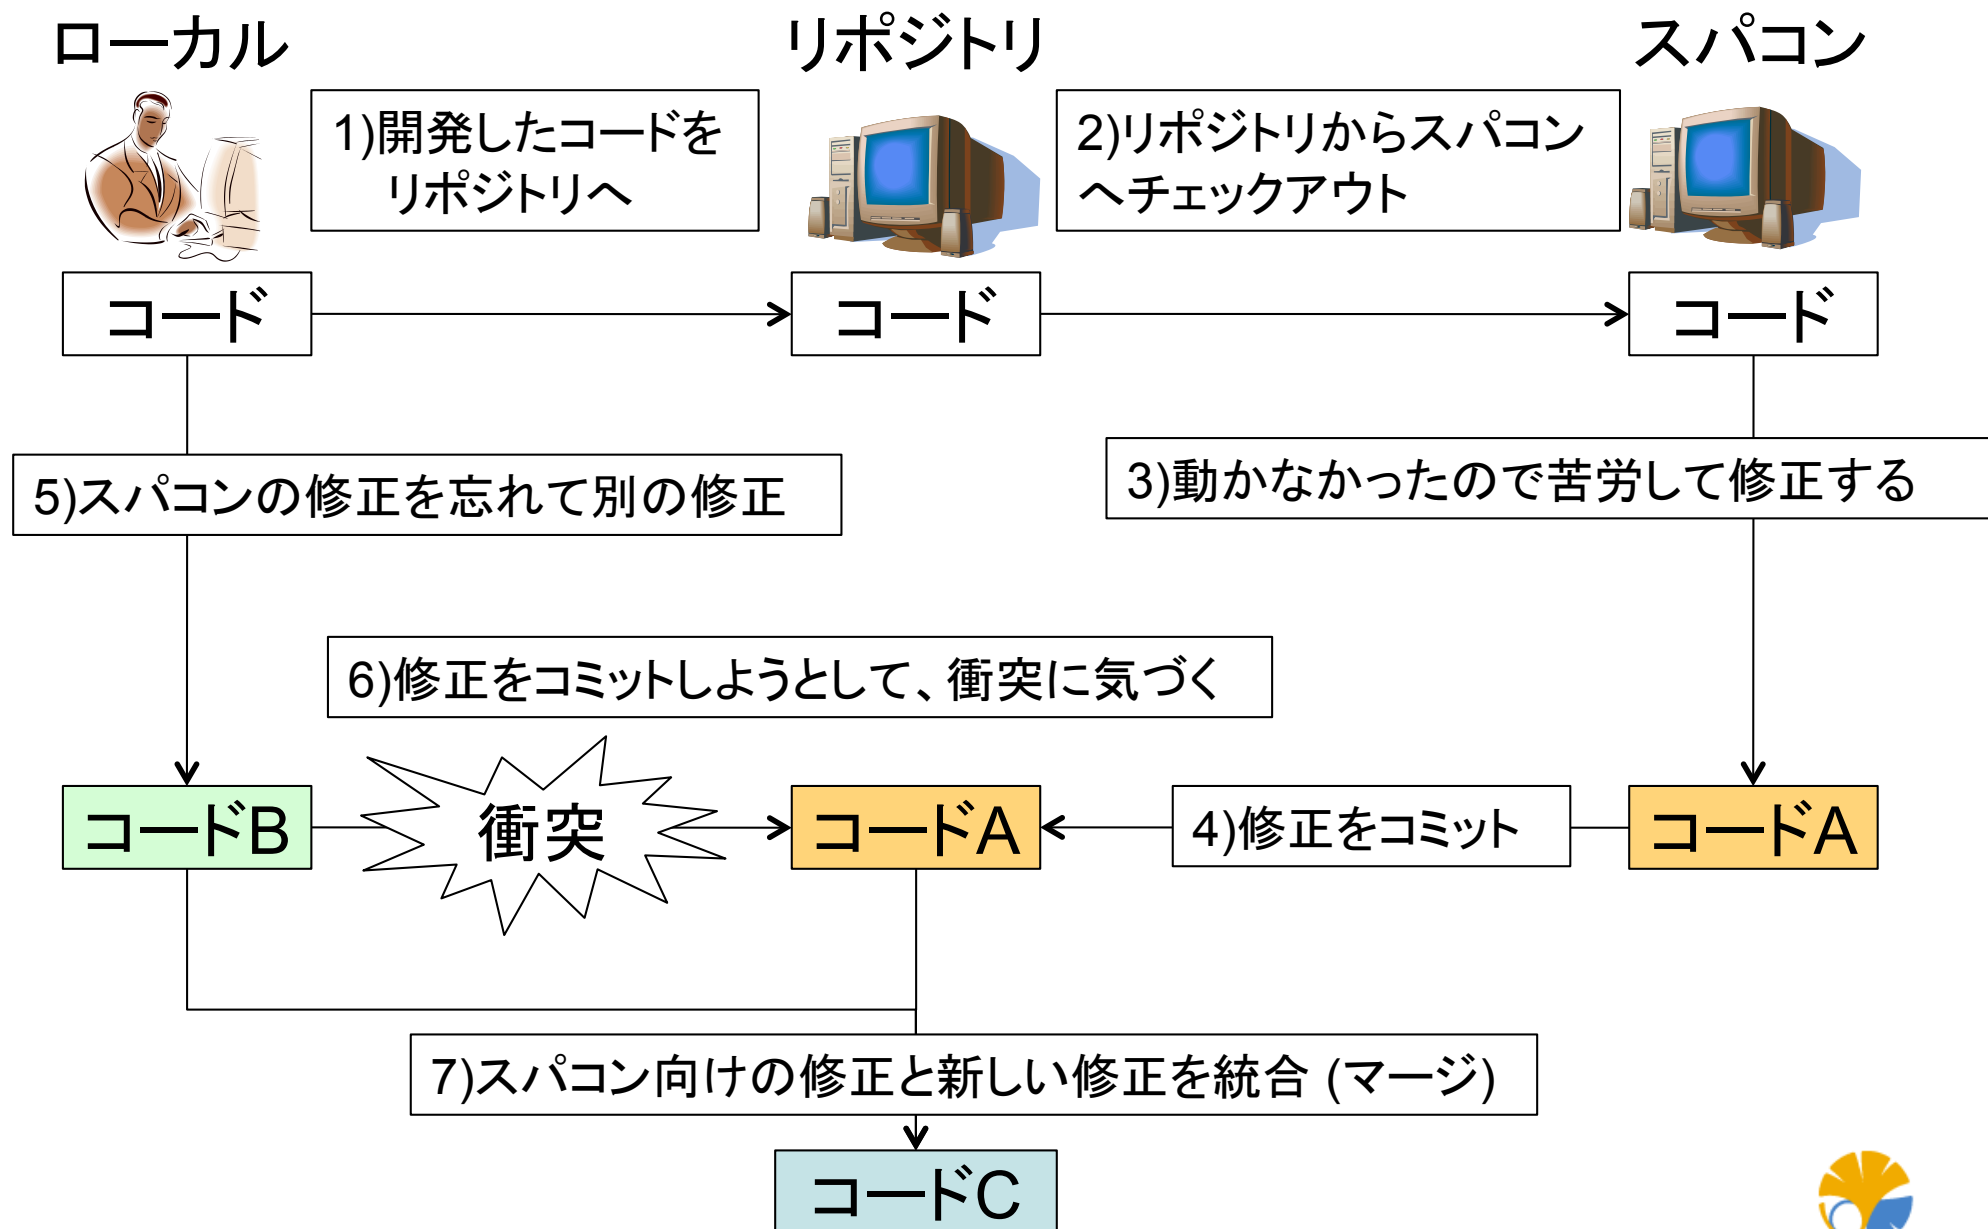 ローカル
リポジトリ
スパコン
1)開発したコードを
リポジトリへ
2)リポジトリからスパコン
へチェックアウト
コード
コード
コード
5)スパコンの修正を忘れて別の修正
3)動かなかったので苦労して修正する
6)修正をコミットしようとして、衝突に気づく
コードB
衝突
コードA
4)修正をコミット
コードA
7)スパコン向けの修正と新しい修正を統合 (マージ)
コードC